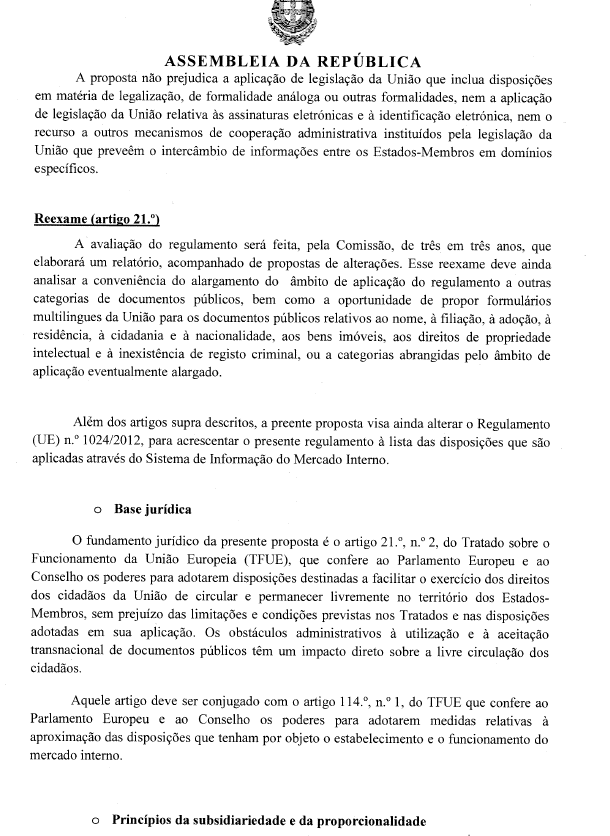 ASSEMBLEIA DA REPÚBLICA
A proposta não prejudica a aplicação de legislação da União que inclua disposições
em matéria de legalização, de formalidade análoga ou outras formalidades, nem a aplicação
de legislação da União relativa às assinaturas eletrónicas e à identificação eletrónica, nem o
recurso a outros mecanismos de cooperação administrativa instituídos pela legislação da
União que prevêem o intercâmbio de informações entre os Estados-Membros em domínios
específicos.
Reexame (artigo 21.º)
A avaliação do regulamento será feita, pela Comissão, de três em três anos, que
elaborará um relatório, acompanhado de propostas de alterações. Esse reexame deve ainda
analisar a conveniência do alargamento do âmbito de aplicação do regulamento a outras
categorias de documentos públicos, bem como a oportunidade de propor formulários
multilingues da União para os documentos públicos relativos ao nome, à filiação, à adoção, à
residência, à cidadania e à nacionalidade, aos bens imóveis, aos direitos de propriedade
intelectual e à inexistência de registo criminal, ou a categorias abrangidas pelo âmbito de
aplicação eventualmente alargado.
Além dos artigos supra descritos, a preente proposta visa ainda alterar o Regulamento
(UE) n.º 1024/2012, para acrescentar o presente regulamento à lista das disposições que são
aplicadas através do Sistema de Informação do Mercado Interno.
o Base jurídica
O fundamento jurídico da presente proposta é o artigo 21.º, n.º 2, do Tratado sobre o
Funcionamento da União Europeia (TFUE), que confere ao Parlamento Europeu e ao
Conselho os poderes para adotarem disposições destinadas a facilitar o exercício dos direitos
dos cidadãos da União de circular e permanecer livremente no território dos Estados-
Membros, sem prejuízo das limitações e condições previstas nos Tratados e nas disposições
adotadas em sua aplicação. Os obstáculos administrativos à utilização e à aceitação
transnacional de documentos públicos têm um impacto direto sobre a livre circulação dos
cidadãos.
Aquele artigo deve ser conjugado com o artigo 114.º, n.º 1, do TFUE que confere ao
Parlamento Europeu e ao Conselho os poderes para adotarem medidas relativas à
aproximação das disposições que tenham por objeto o estabelecimento e o funcionamento do
mercado interno.
o Princípios da subsidiariedade e da proporcionalidade